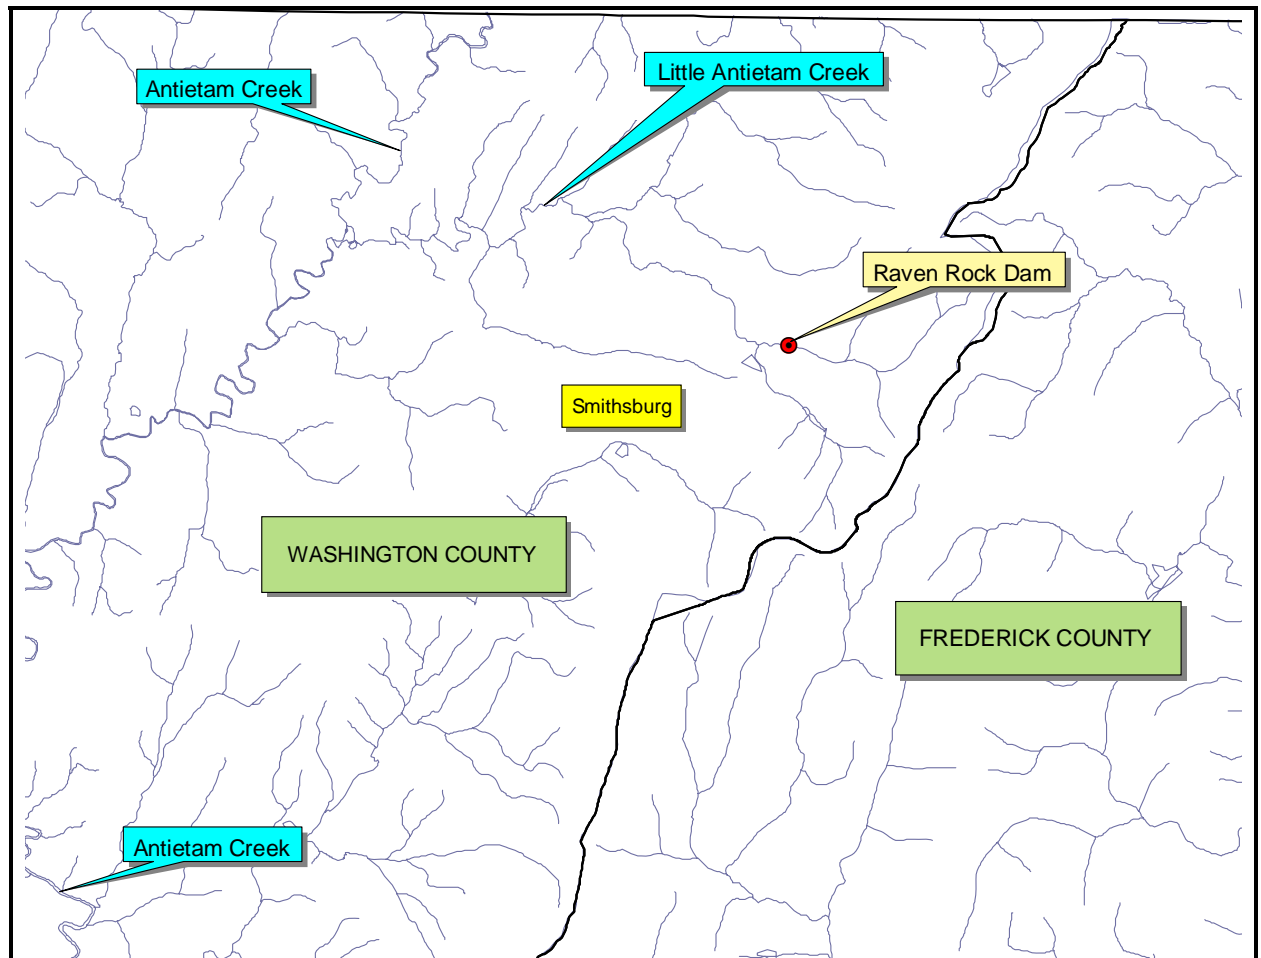 Little Antietam Creek
Antietam Creek
Raven Rock Dam
Smithsburg
WASHINGTON COUNTY
FREDERICK COUNTY
Antietam Creek